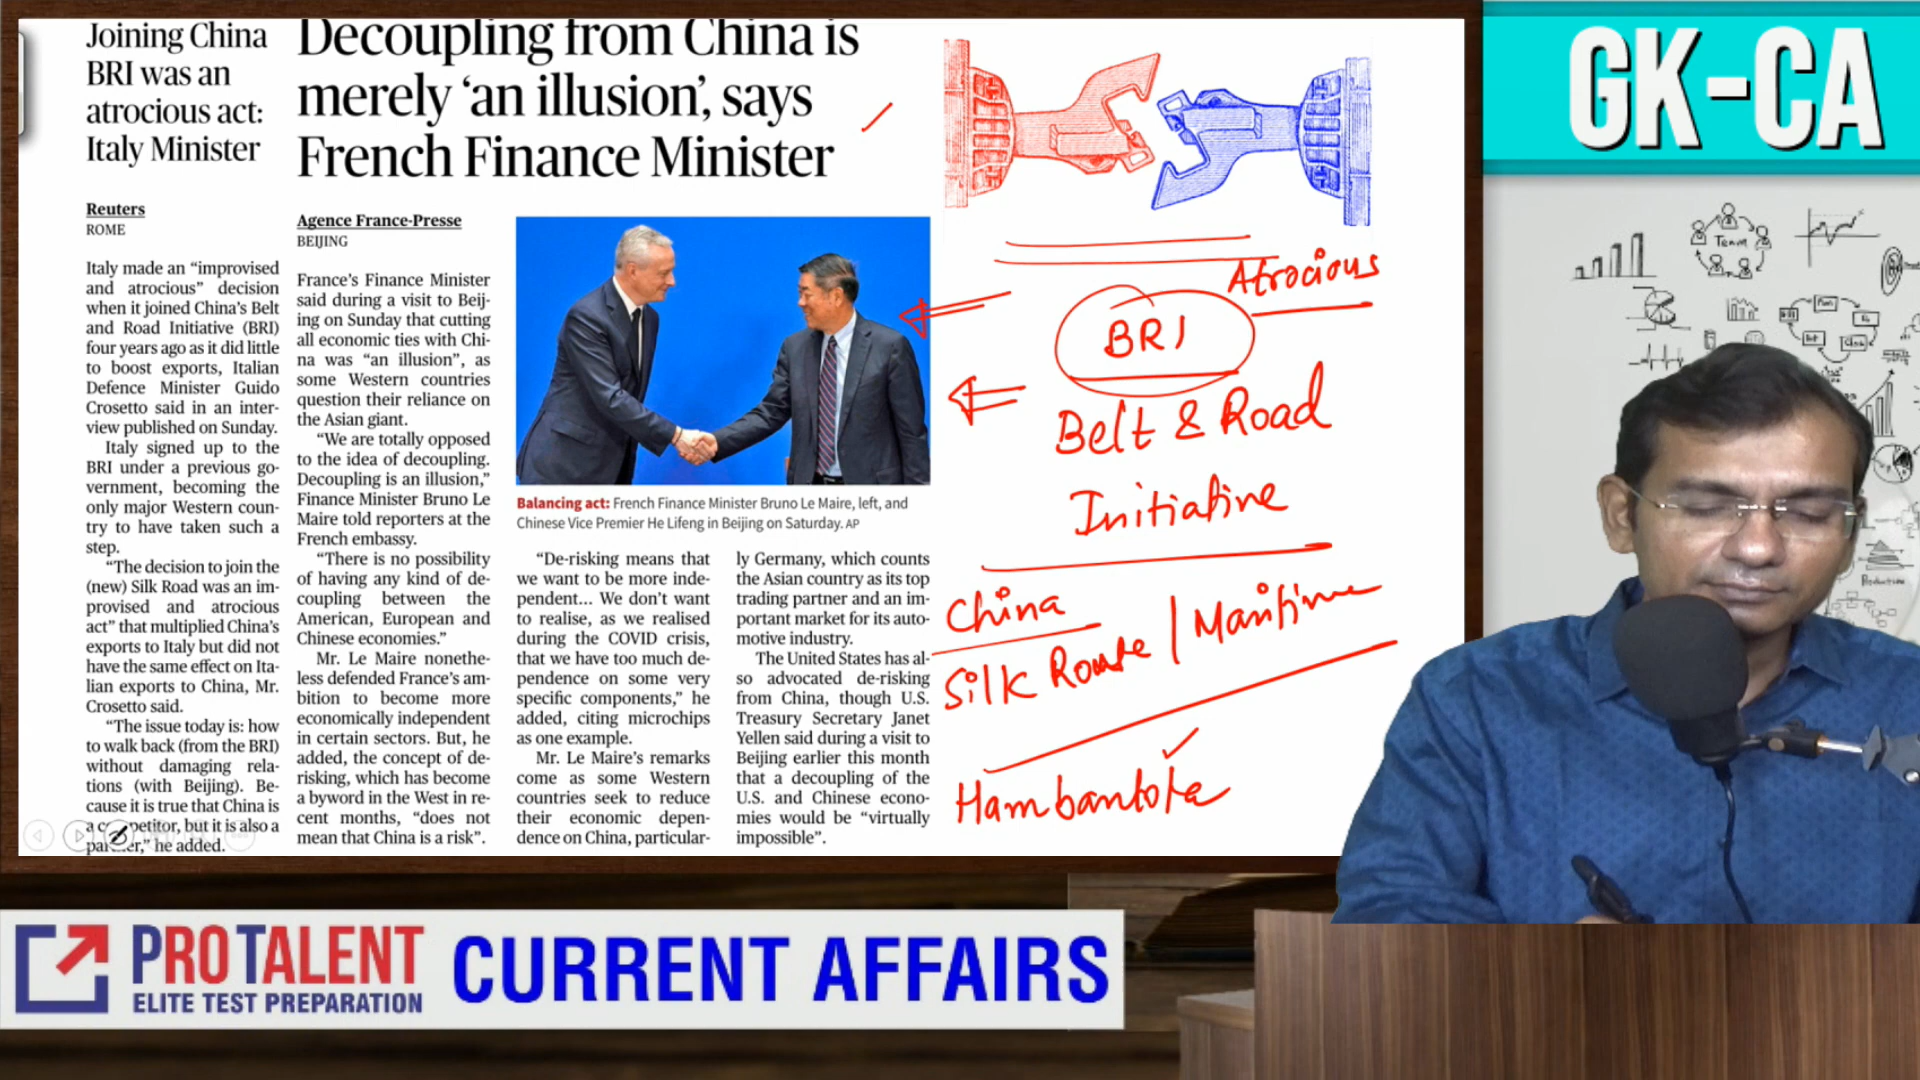 Joining China
BRI was an
atrocious act:
Italy Minister
Reuters
ROME
Italy made an “improvised
and atrocious” decision
when it joined China’s Belt
and Road Initiative (BRI)
four years ago as it did little
to boost exports, Italian
Defence Minister Guido
Crosetto said in an inter-
view published on Sunday.
Italy signed up to the
BRI under a previous go-
vernment, becoming the
only major Western coun-
try to have taken such a
step.
“The decision to join the
(new) Silk Road was an im-
provised and atrocious
act” that multiplied China’s
exports to Italy but did not
have the same effect on Ita-
lian exports to China, Mr.
Crosetto said.
“The issue today is: how
to walk back (from the BRI)
without damaging rela-
tions (with Beijing). Be-
cause it is true that China is
a competitor, but it is also a
partner,” he added.
Decoupling from China is
merely ‘an illusion’, says
French Finance Minister
Agence France-Presse
BEIJING
France’s Finance Minister
said during a visit to Beij-
ing on Sunday that cutting
all economic ties with Chi-
na was “an illusion”, as
some Western countries
question their reliance on
the Asian giant.
“We are totally opposed
to the idea of decoupling.
Decoupling is an illusion,”
Finance Minister Bruno Le
Maire told reporters at the
French embassy.
“There is no possibility
of having any kind of de-
coupling between the
American, European and
Chinese economies.”
Mr. Le Maire nonethe-
less defended France’s am-
bition to become more
economically independent
in certain sectors. But, he
added, the concept of de-
risking, which has become
a byword in the West in re-
cent months, “does not
mean that China is a risk”.
Balancing act: French Finance Minister Bruno Le Maire, left, and
Chinese Vice Premier He Lifeng in Beijing on Saturday. AP
“De-risking means that
we want to be more inde-
pendent... We don’t want
to realise, as we realised
during the COVID crisis,
that we have too much de-
pendence on some very
specific components,” he
added, citing microchips
as one example.
Mr. Le Maire’s remarks
come as some Western
countries seek to reduce
their economic depen-
dence on China, particular-
ly Germany, which counts
the Asian country as its top
trading partner and an im-
portant market for its auto-
motive industry.
The United States has al-
so advocated de-risking
from China, though U.S.
Treasury Secretary Janet
Yellen said during a visit to
Beijing earlier this month
that a decoupling of the
U.S. and Chinese econo-
mies would be “virtually
impossible”.
Atrocious
BRI
Belt & Road
Initiative
China
Silk Route / Maritime
Hambantota
GK-CA
Team
PROTALENT
ELITE TEST PREPARATION
CURRENT AFFAIRS